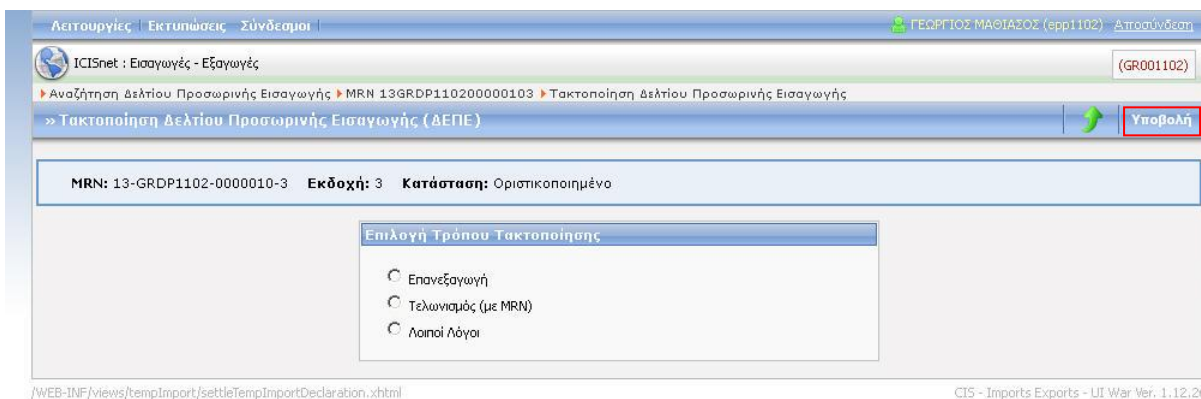 Λειτουργίες Εκτυπώσεις Σύνδεσμοι ΓΕΩΡΓΙΟΣ ΜΑΘΙΑΣΟΣ (epp1102) Αποσύνδεση
ICISnet : Εισαγωγές - Εξαγωγές (GR001102)
Αναζήτηση Δελτίου Προσωρινής Εισαγωγής MRN 13GRDP110200000103 Τακτοποίηση Δελτίου Προσωρινής Εισαγωγής
» Τακτοποίηση Δελτίου Προσωρινής Εισαγωγής (ΔΕΠΕ) Υποβολή
MRN: 13-GRDP1102-0000010-3 Εκδοχή: 3 Κατάσταση: Οριστικοποιημένο
Επιλογή Τρόπου Τακτοποίησης
Επανεξαγωγή
Τελωνισμός (με MRN)
Λοιποί Λόγοι
/WEB-INF/views/tempImport/settleTempImportDeclaration.xhtml CIS - Imports Exports - UI War Ver. 1.12.2